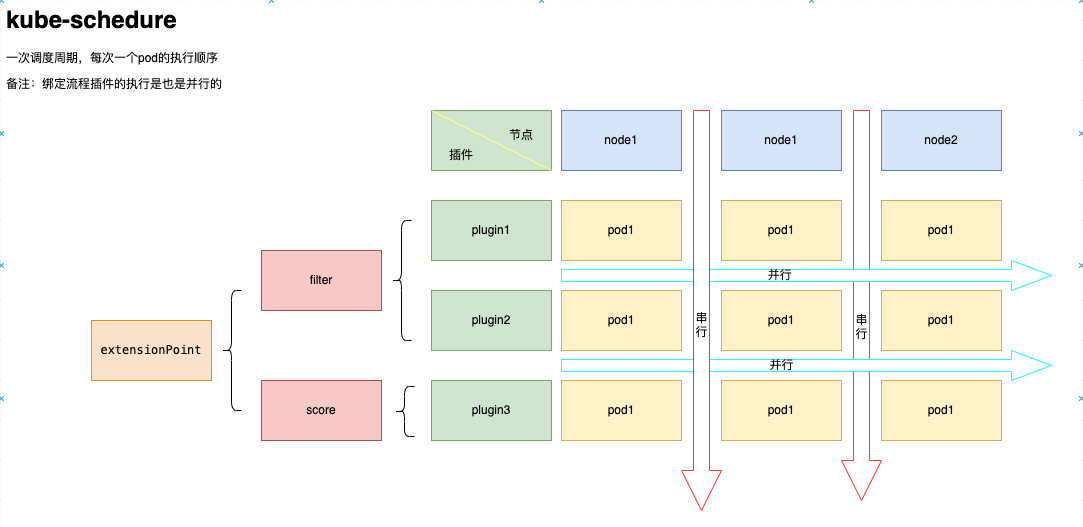 kube-schedure
一次调度周期，每次一个pod的执行顺序
备注：绑定流程插件的执行是也是并行的
节点
插件
node1
node1
node2
plugin1
pod1
pod1
pod1
filter
并行
plugin2
pod1
pod1
pod1
串行
串行
extensionPoint
并行
score
plugin3
pod1
pod1
pod1